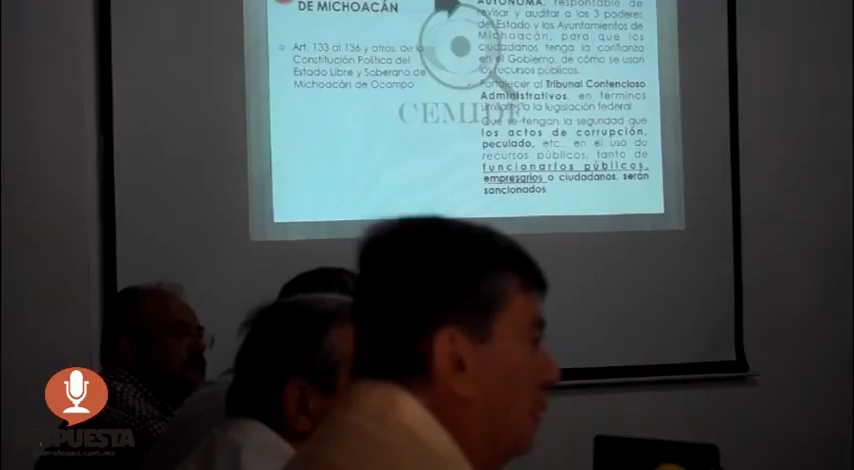 DE MICHOACÁN
Art. 133 al 136 y otros, de la
Constitución Política del
Estado Libre y Soberano de
Michoacán de Ocampo
AUTÓNOMA, responsable de
revisar y auditar a los 3 poderes
del Estado y los Ayuntamientos de
Michoacán, para que los
ciudadanos tenga la confianza
en el Gobierno, de cómo se usan
los recursos públicos.
Fortalecer al Tribunal Contencioso
Administrativos, en términos
similares a la legislación federal
Que se tengan la seguridad que
los actos de corrupción,
peculado, etc., en el uso de
recursos públicos, tanto de
funcionarios públicos,
empresarios o ciudadanos, serán
sancionados.
CEMIDE